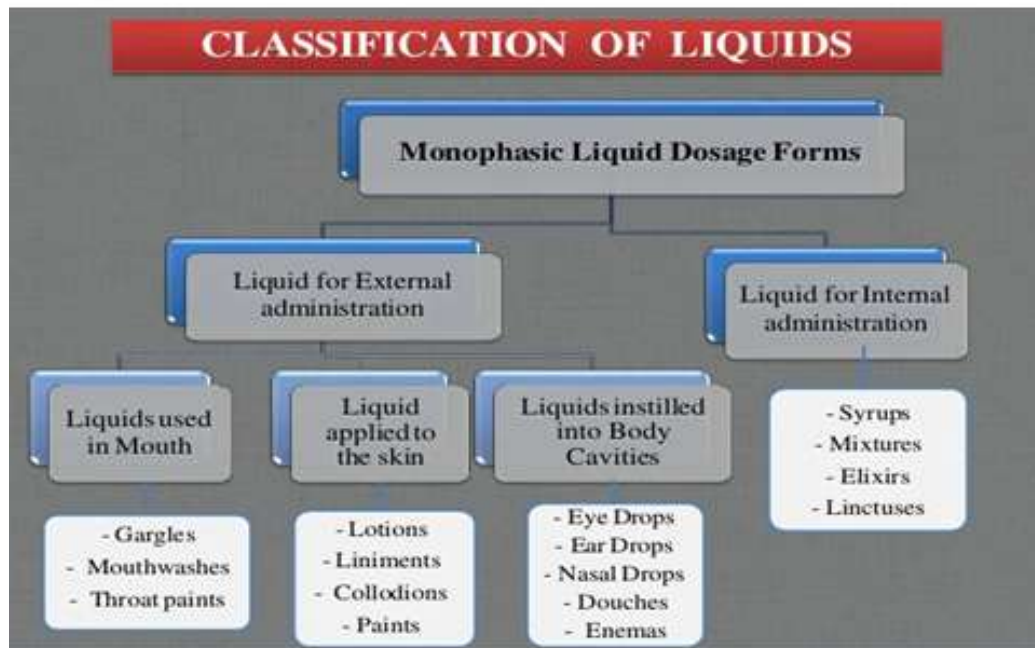 CLASSIFICATION OF LIQUIDS
Monophasic Liquid Dosage Forms
Liquid for External
administration
Liquid for Internal
administration
Liquids used
in Mouth
Liquid
applied to
the skin
Liquids instilled
into Body
Cavities
- Syrups
- Mixtures
- Elixirs
- Linctuses
- Gargles
- Mouthwashes
- Throat paints
- Lotions
- Liniments
- Collodions
- Paints
- Eye Drops
- Ear Drops
- Nasal Drops
- Douches
- Enemas